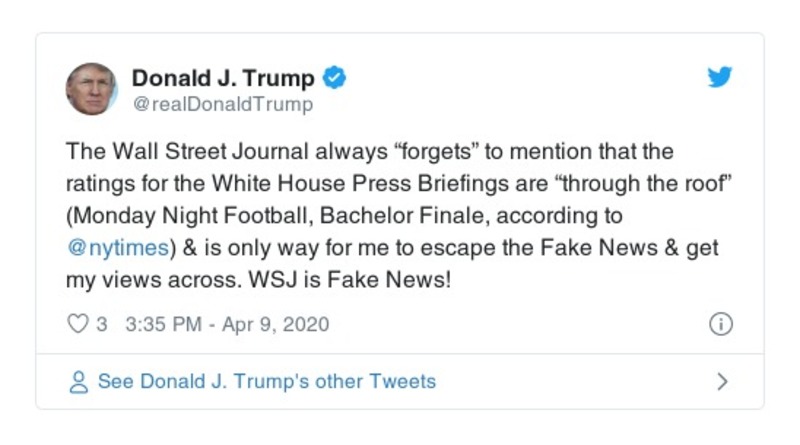 Donald J. Trump
@realDonaldTrump
The Wall Street Journal always “forgets” to mention that the
ratings for the White House Press Briefings are “through the roof”
(Monday Night Football, Bachelor Finale, according to
@nytimes) & is only way for me to escape the Fake News & get
my views across. WSJ is Fake News!
3 3:35 PM - Apr 9, 2020
See Donald J. Trump's other Tweets